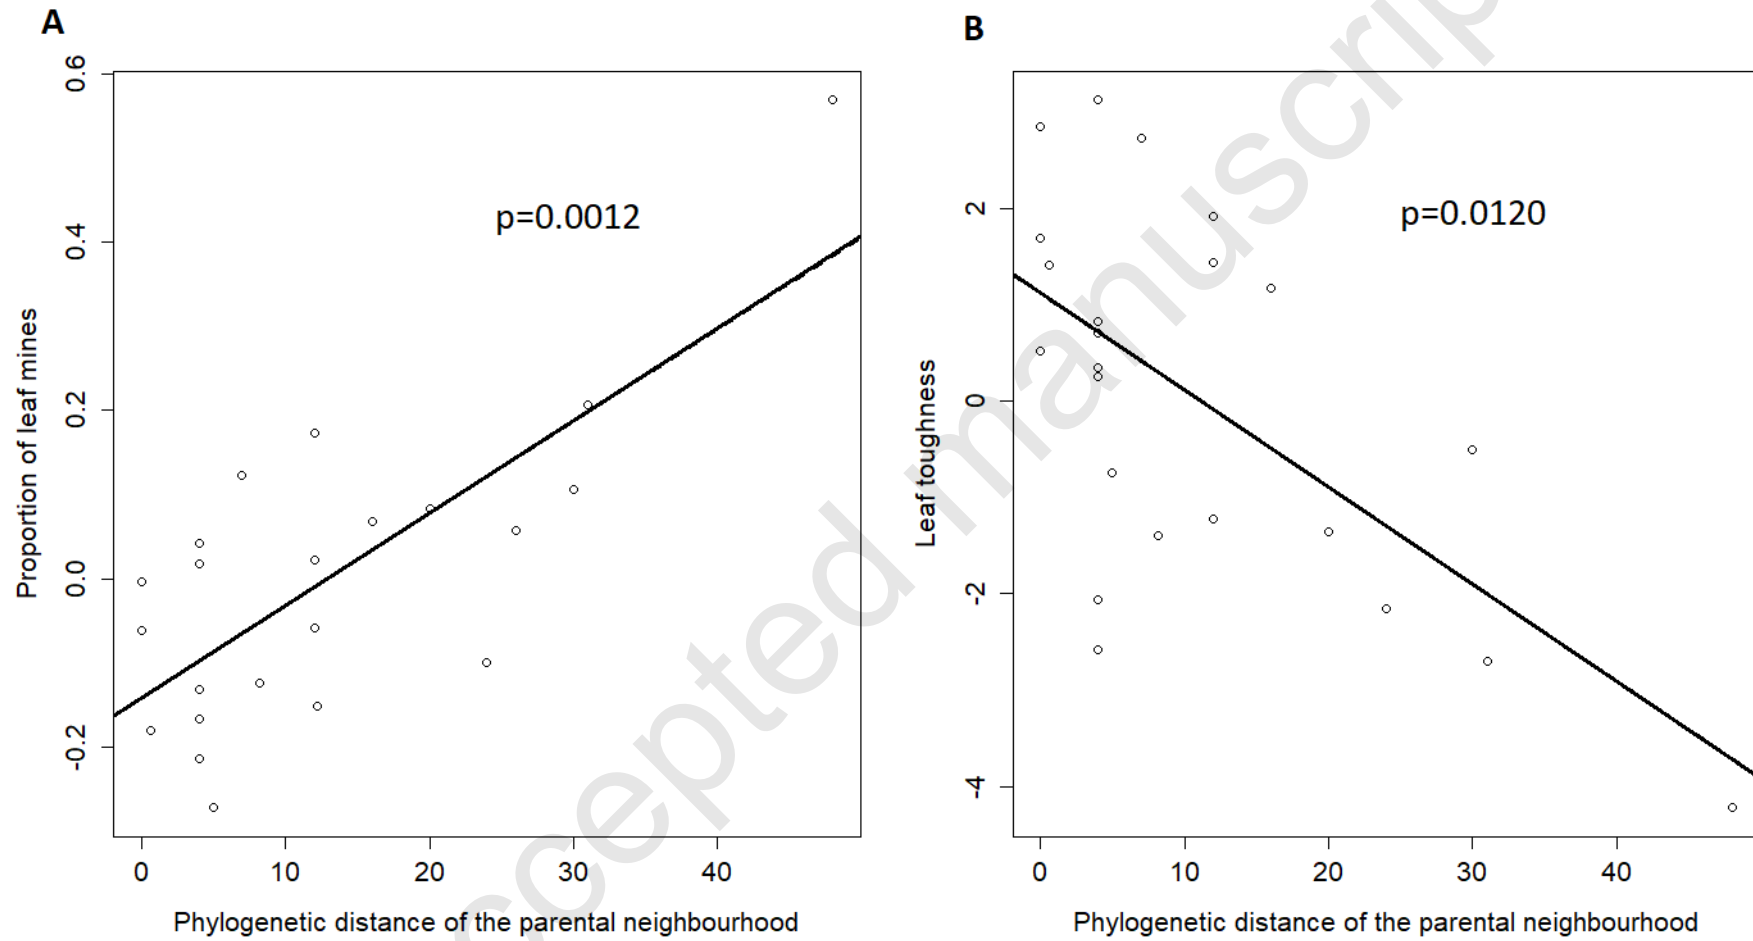 A
0.6
0.4
0.2
0.0
-0.2
Proportion of leaf mines
p=0.0012
0 10 20 30 40
Phylogenetic distance of the parental neighbourhood
B
2
0
-2
-4
Leaf toughness
p=0.0120
0 10 20 30 40
Phylogenetic distance of the parental neighbourhood
ccepted manuscrip